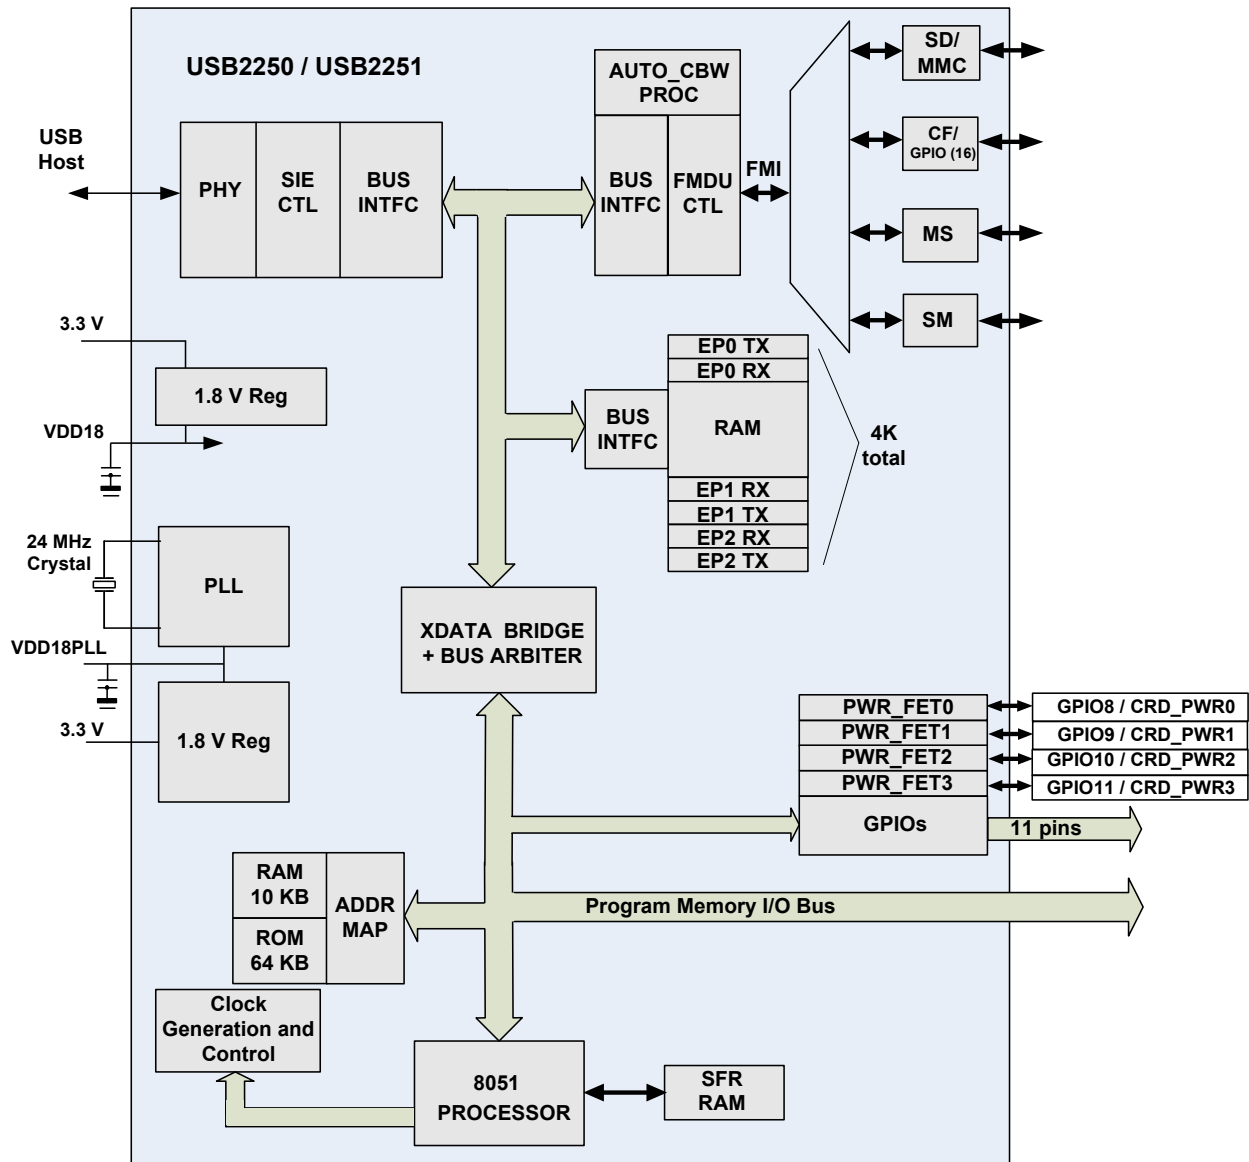 USB2250 / USB2251
USB
Host
PHY
SIE
CTL
BUS
INTFC
AUTO_CBW
PROC
BUS
INTFC
FMDU
CTL
FMI
SD/
MMC
CF/
GPIO (16)
MS
SM
3.3 V
1.8 V Reg
VDD18
EP0 TX
EP0 RX
BUS
INTFC
RAM
EP1 RX
EP1 TX
EP2 RX
EP2 TX
4K
total
24 MHz
Crystal
PLL
VDD18PLL
3.3 V
1.8 V Reg
XDATA BRIDGE
+ BUS ARBITER
PWR_FET0
PWR_FET1
PWR_FET2
PWR_FET3
GPIOs
GPIO8 / CRD_PWR0
GPIO9 / CRD_PWR1
GPIO10 / CRD_PWR2
GPIO11 / CRD_PWR3
11 pins
RAM
10 KB
ROM
64 KB
ADDR
MAP
Program Memory I/O Bus
Clock
Generation and
Control
8051
PROCESSOR
SFR
RAM